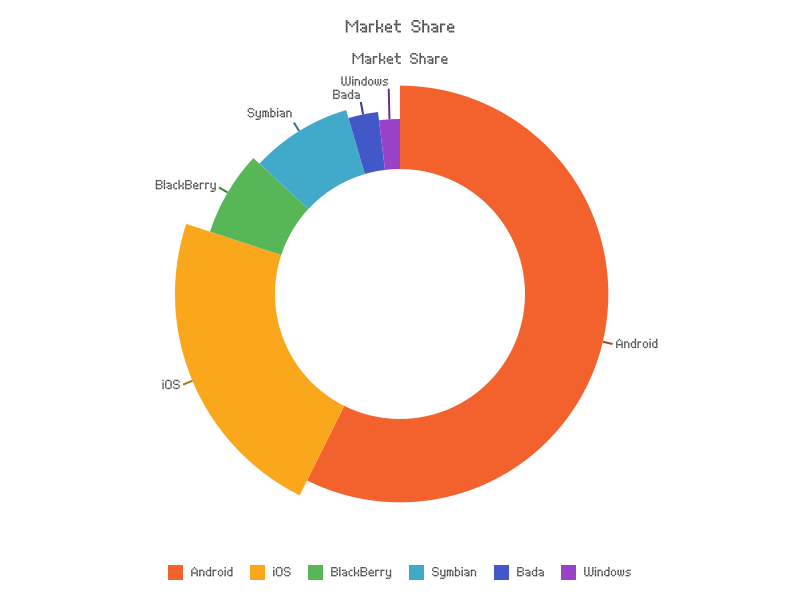 Market Share
Market Share
Windows
Bada
Symbian
BlackBerry
Android
iOS
Android iOS BlackBerry Symbian Bada Windows